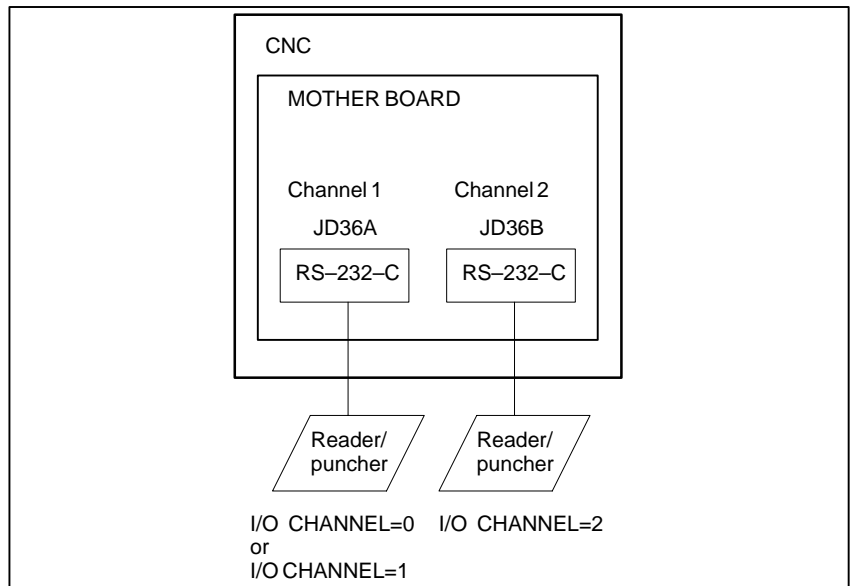 CNC
MOTHER BOARD
Channel 1 Channel 2
JD36A JD36B
RS–232–C RS–232–C
Reader/ Reader/
puncher puncher
I/O CHANNEL=0 I/O CHANNEL=2
or
I/O CHANNEL=1